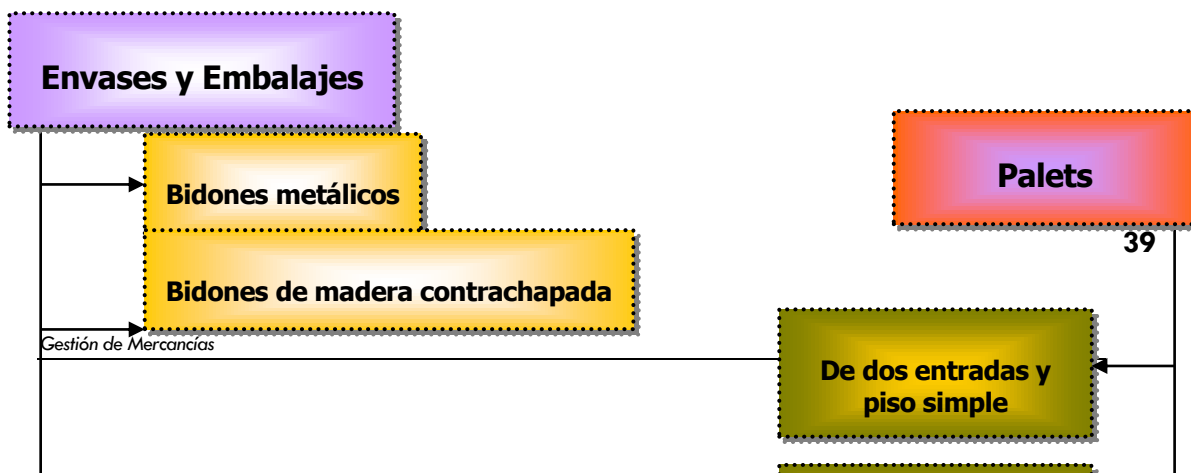 Envases y Embalajes
Bidones metálicos
Palets
39
Bidones de madera contrachapada
Gestión de Mercancías
De dos entradas y
piso simple